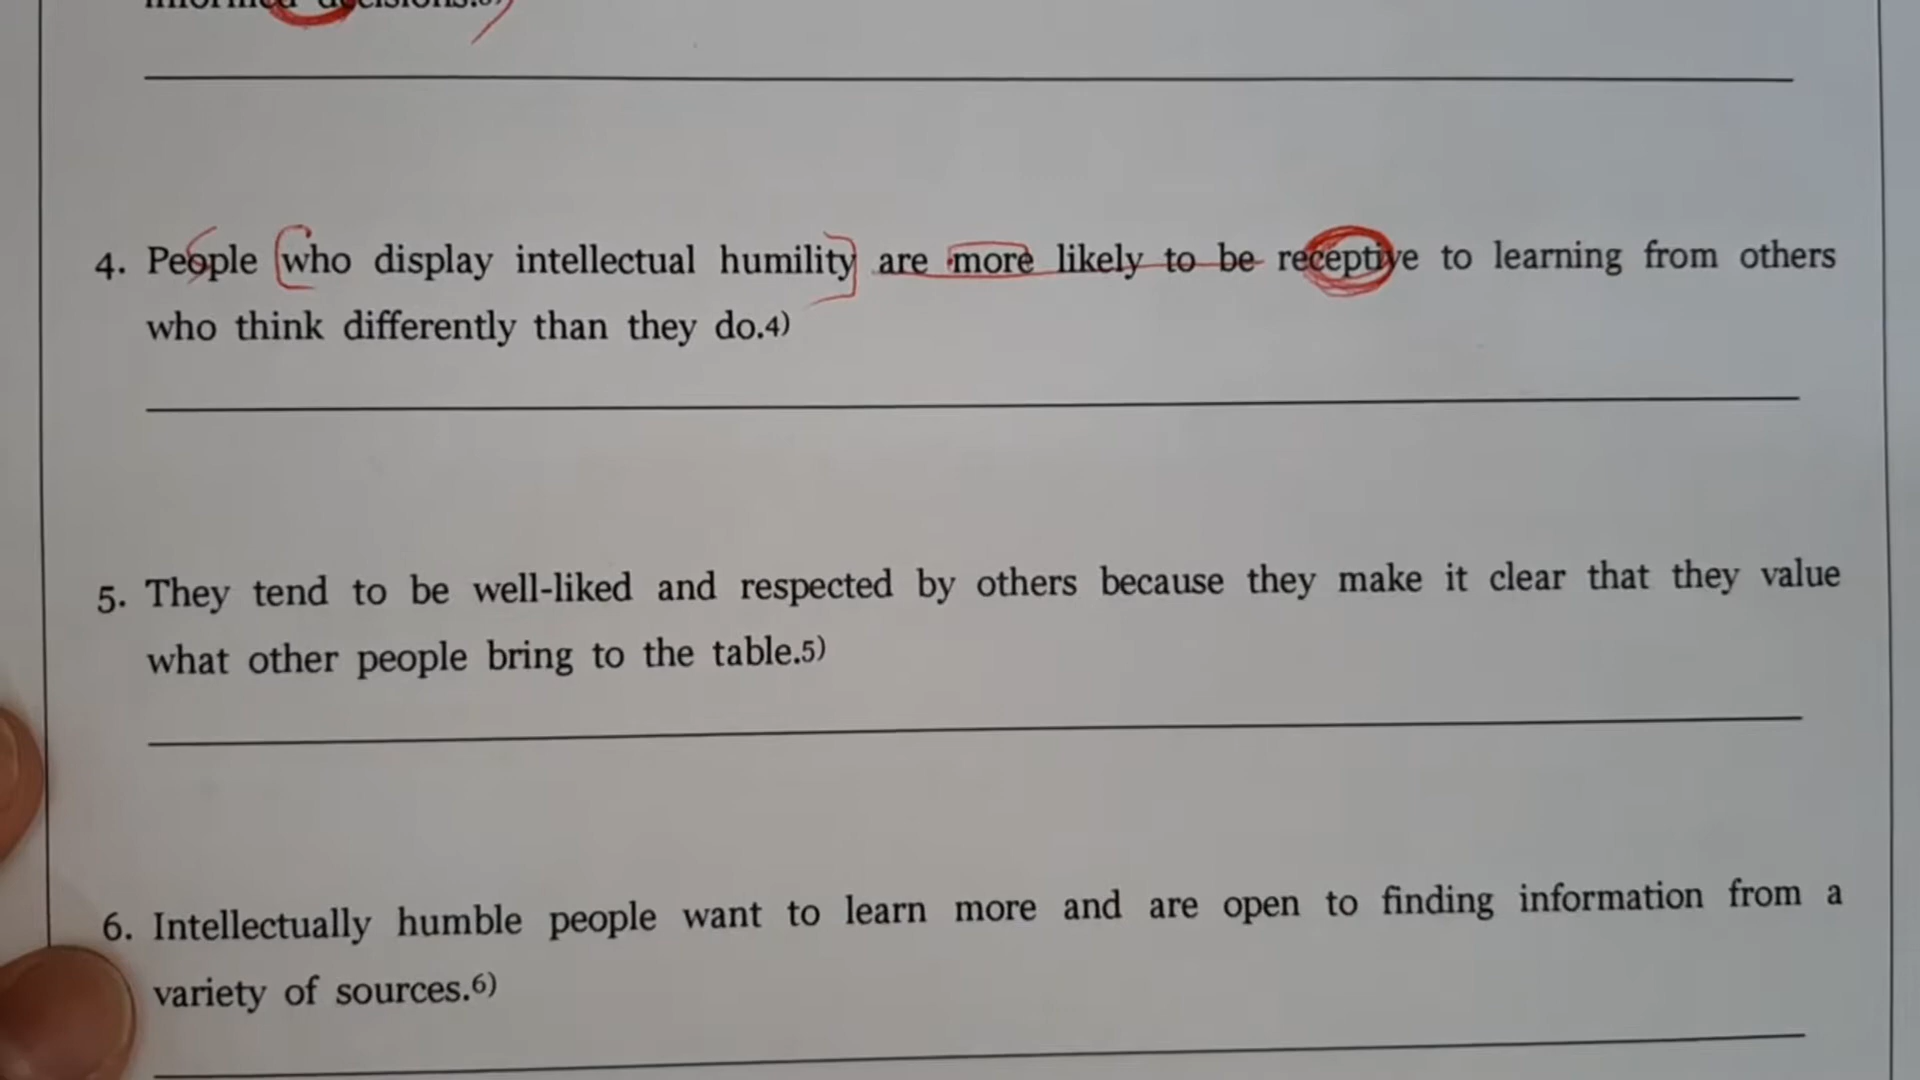 informed decisions.3)
4. People who display intellectual humility are more likely to be receptive to learning from others
who think differently than they do.4)
5. They tend to be well-liked and respected by others because they make it clear that they value
what other people bring to the table.5)
6. Intellectually humble people want to learn more and are open to finding information from a
variety of sources.6)